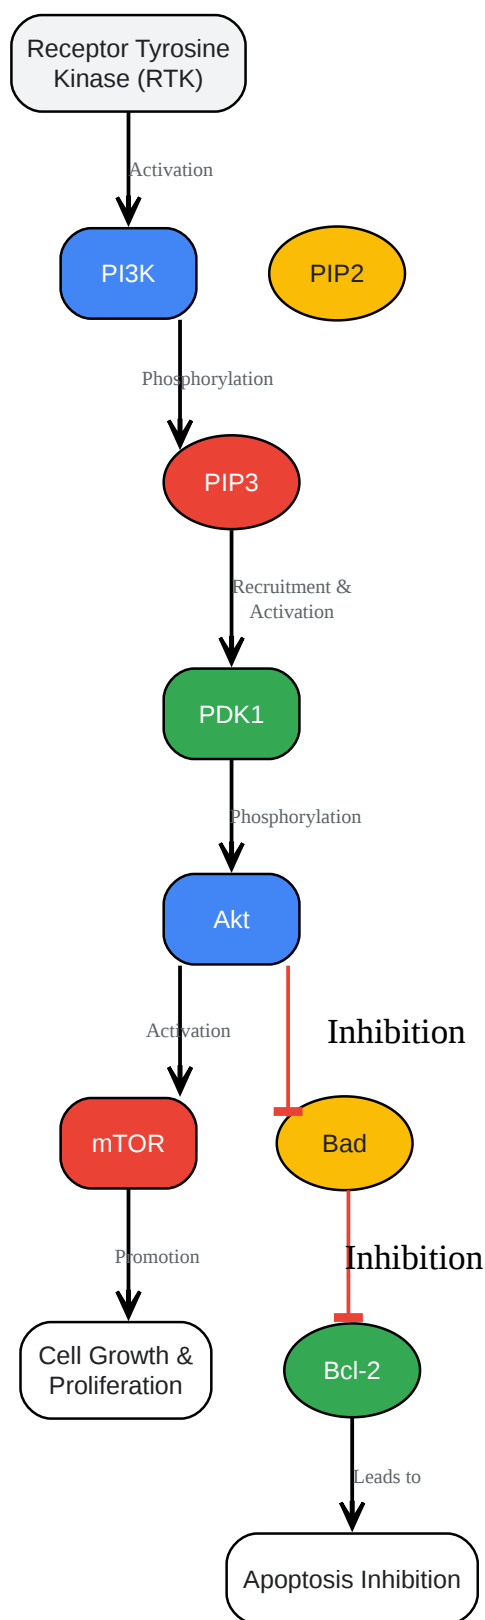 Receptor Tyrosine
Kinase (RTK)
Activation
PI3K
PIP2
Phosphorylation
PIP3
Recruitment &
Activation
PDK1
Phosphorylation
Akt
Activation
Inhibition
mTOR
Bad
Promotion
Inhibition
Cell Growth &
Proliferation
Bcl-2
Leads to
Apoptosis Inhibition